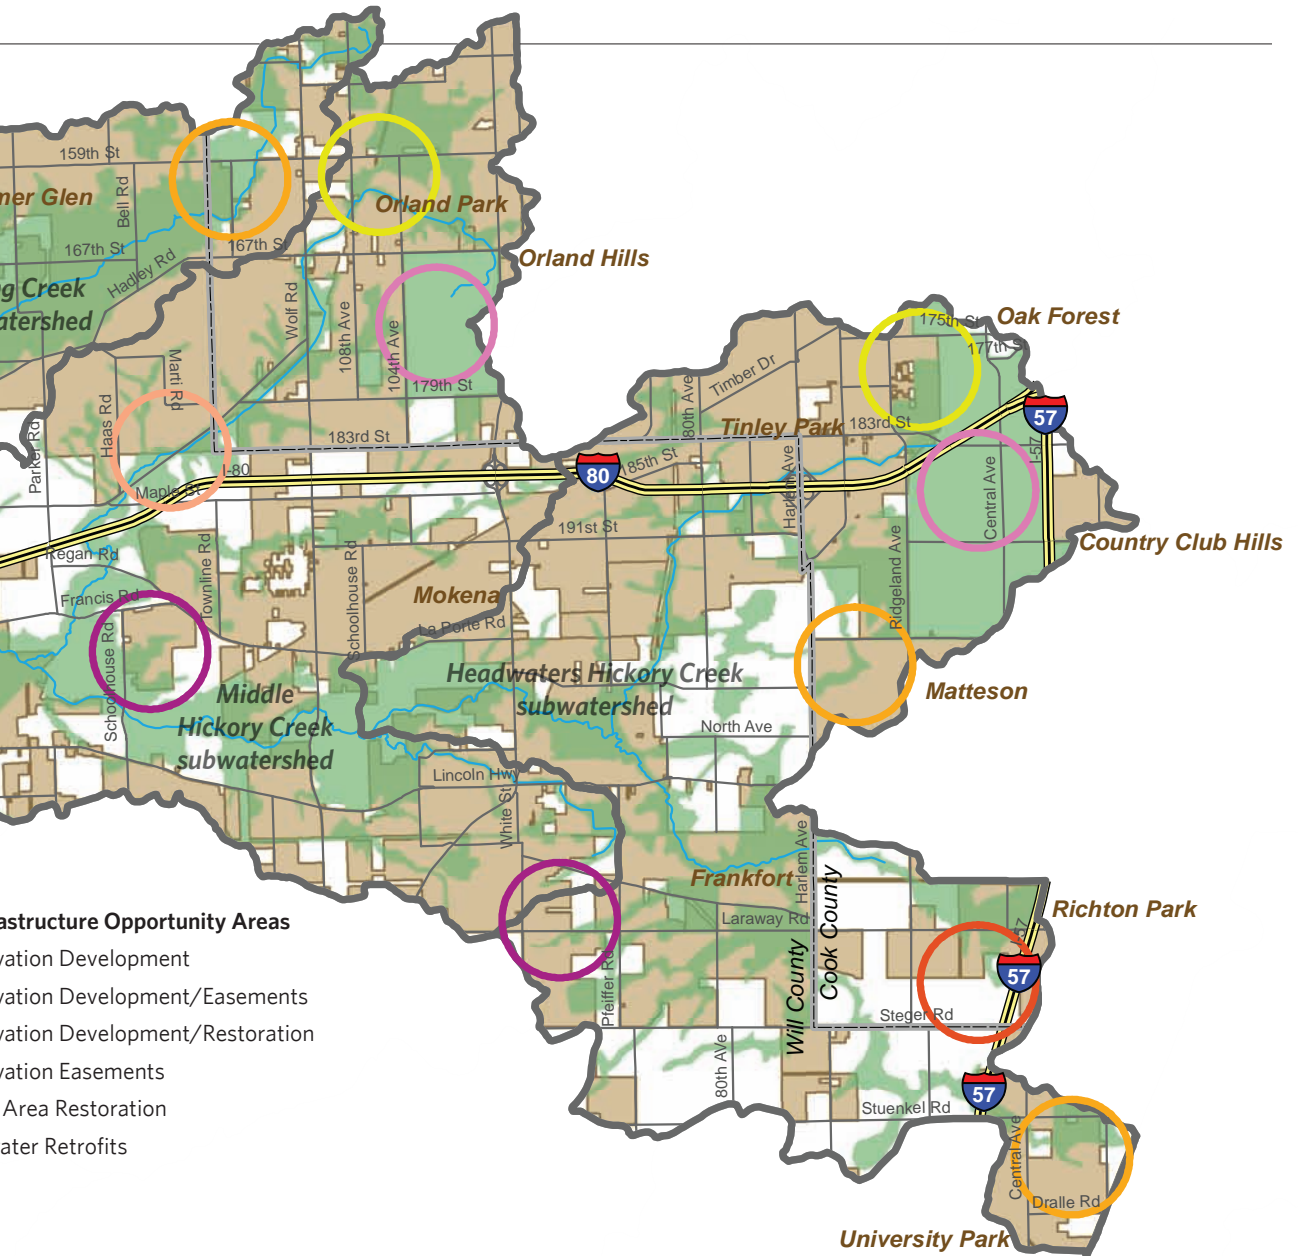 159th St
mer Glen
Bell Rd
167th St
Hadley Rd
g Creek
atershed
167th St
Orland Park
Orland Hills
Wolf Rd
108th Ave
104th Ave
179th St
Marti Rd
Haas Rd
Parker Rd
183rd St
I-80
Maple St
80
185th St
80th Ave
Timber Dr
Tinley Park
183rd St
175th St
Oak Forest
177th St
57
I-57
Central Ave
Harlem Ave
191st St
Country Club Hills
Ridgeland Ave
Regan Rd
Francis Rd
Townline Rd
Schoolhouse Rd
Mokena
La Porte Rd
Schoolhouse Rd
Middle
Hickory Creek
subwatershed
Headwaters Hickory Creek
subwatershed
Matteson
North Ave
Lincoln Hwy
White St
Harlem Ave
Frankfort
Laraway Rd
Pfeiffer Rd
Will County
Cook County
Richton Park
I-57
57
Steger Rd
80th AVe
57
Stuenkel Rd
Central Ave
Dralle Rd
University Park
astructure Opportunity Areas
vation Development
vation Development/Easements
vation Development/Restoration
vation Easements
Area Restoration
ater Retrofits